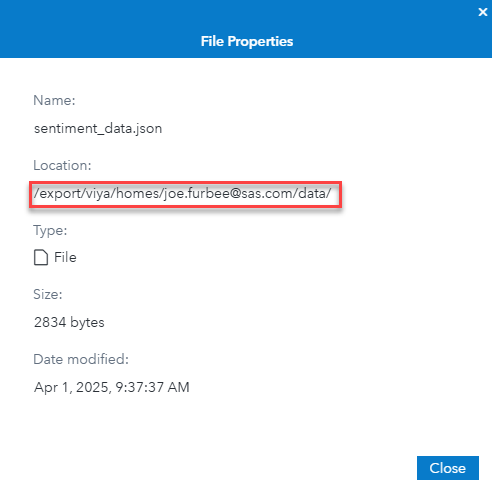 ×
File Properties
Name:
sentiment_data.json
Location:
/export/viya/homes/joe.furbee@sas.com/data/
Type:
File
Size:
2834 bytes
Date modified:
Apr 1, 2025, 9:37:37 AM
Close